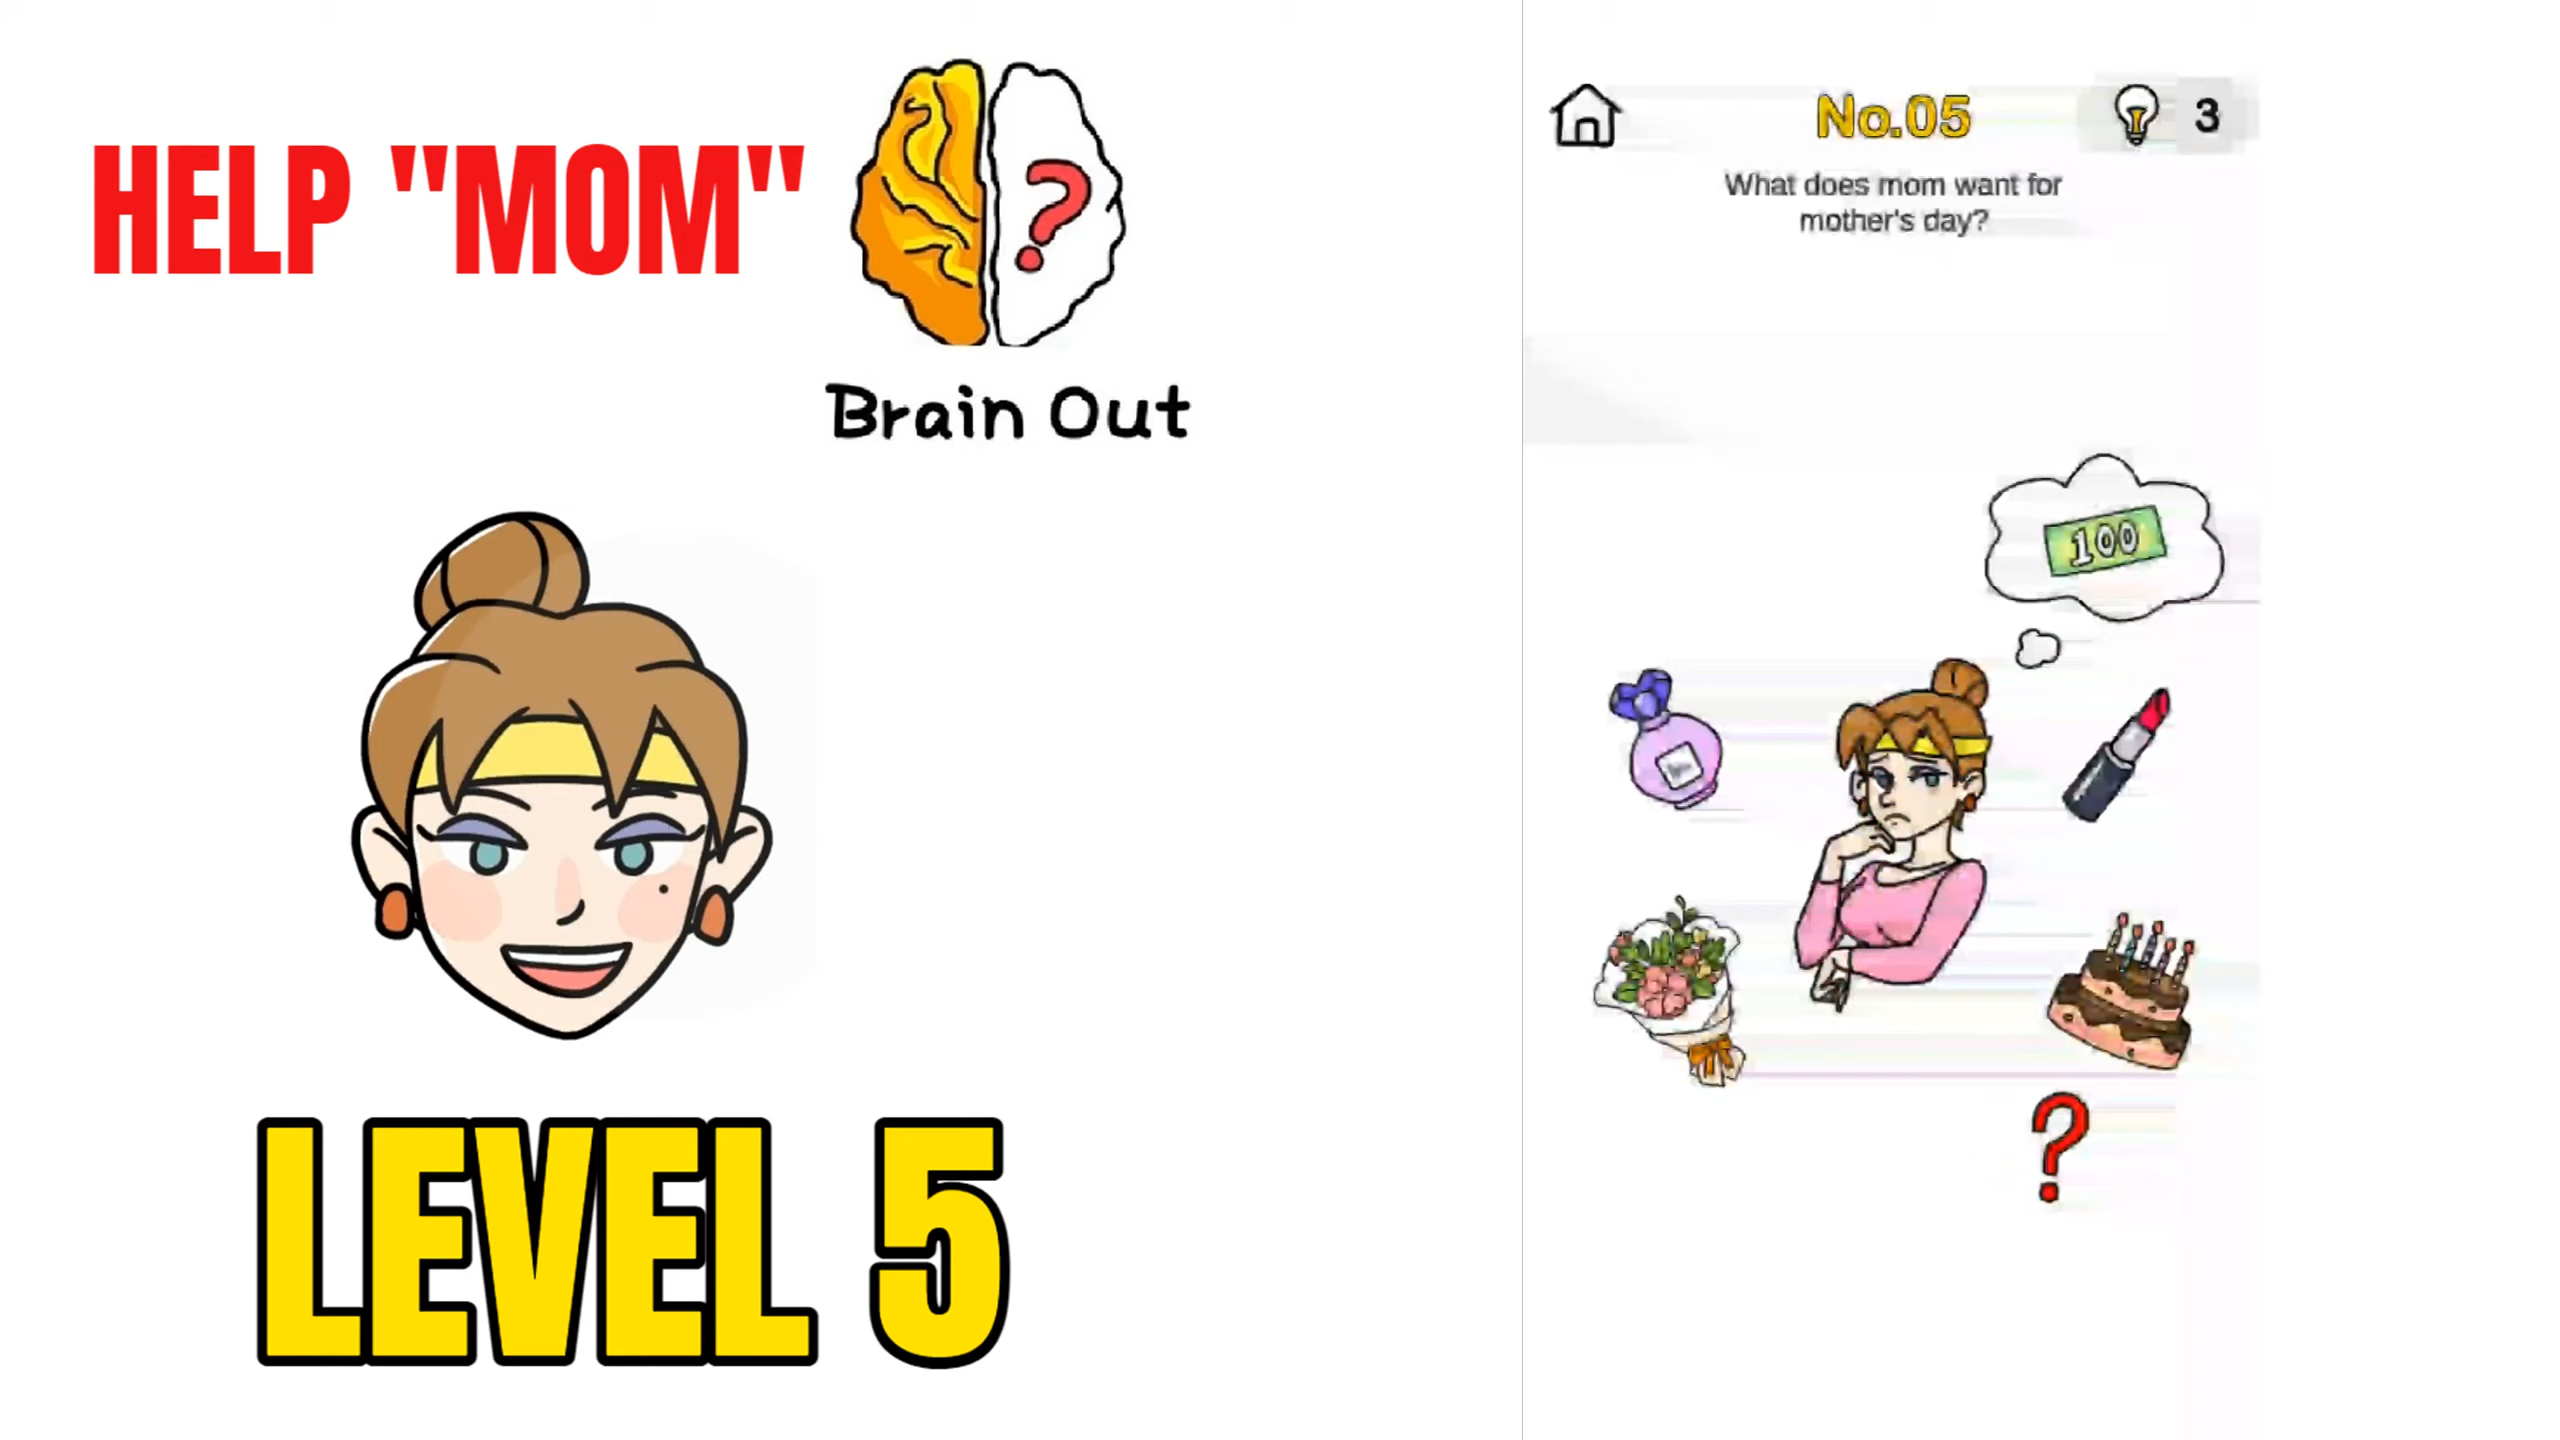 HELP "MOM"
Brain Out
LEVEL 5
No.05
3
What does mom want for
mother's day?
100
?